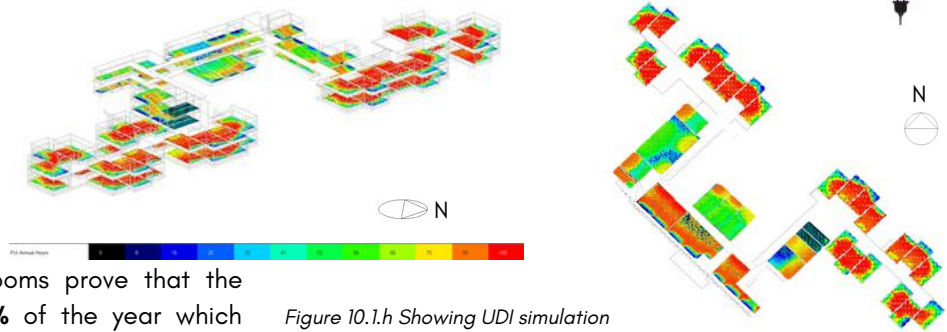 N
N
Pct Annual Hours
ooms prove that the
% of the year which
Figure 10.1.h Showing UDI simulation